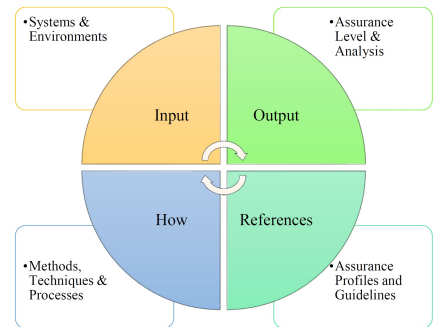 •Systems &
Environments
•Assurance
Level &
Analysis
Input
Output
How
References
•Methods,
Techniques &
Processes
•Assurance
Profiles and
Guidelines